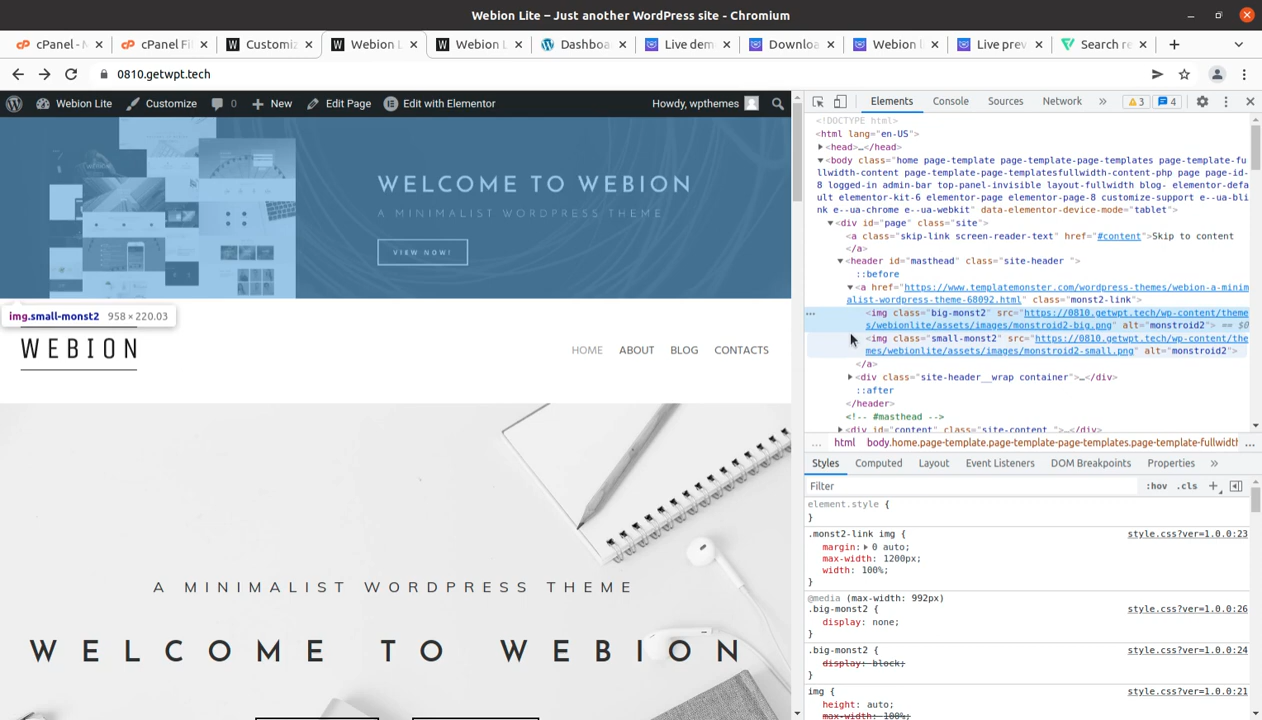 Webion Lite – Just another WordPress site - Chromium
cPanel - M
cPanel Fi
Customiz
Webion L
Webion L
Dashboa
Live dem
Downloa
Webion l
Live prev
Search re
0810.getwpt.tech
Webion Lite
Customize
0
New
Edit Page
Edit with Elementor
Howdy, wpthemes
WELCOME TO WEBION
A MINIMALIST WORDPRESS THEME
VIEW NOW!
img.small-monst2 958 × 220.03
WEBION
HOME ABOUT BLOG CONTACTS
A MINIMALIST WORDPRESS THEME
WELCOME TO WEBION
Elements Console Sources Network » 3 4
<!DOCTYPE html>
<html lang="en-US">
<head>…</head>
<body class="home page-template page-template-page-templates page-template-fu
llwidth-content page-template-page-templatesfullwidth-content-php page page-id-
8 logged-in admin-bar top-panel-invisible layout-fullwidth blog- elementor-defa
ult elementor-kit-6 elementor-page elementor-page-8 customize-support e--ua-bli
nk e--ua-chrome e--ua-webkit" data-elementor-device-mode="tablet">
<div id="page" class="site">
<a class="skip-link screen-reader-text" href="#content">Skip to content
</a>
<header id="masthead" class="site-header ">
::before
<a href="https://www.templatemonster.com/wordpress-themes/webion-a-minim
alist-wordpress-theme-68092.html" class="monst2-link">
<img class="big-monst2" src="https://0810.getwpt.tech/wp-content/theme
s/webionlite/assets/images/monstroid2-big.png" alt="monstroid2"> == $0
<img class="small-monst2" src="https://0810.getwpt.tech/wp-content/the
mes/webionlite/assets/images/monstroid2-small.png" alt="monstroid2">
</a>
<div class="site-header__wrap container">…</div>
::after
</header>
<!-- #masthead -->
<div id="content" class="site-content ">…</div>
… html body.home.page-template.page-template-page-templates.page-template-fullwidth …
Styles Computed Layout Event Listeners DOM Breakpoints Properties »
Filter :hov .cls +
element.style {
}
.monst2-link img { style.css?ver=1.0.0:23
margin: 0 auto;
max-width: 1200px;
width: 100%;
}
@media (max-width: 992px)
.big-monst2 { style.css?ver=1.0.0:26
display: none;
}
.big-monst2 { style.css?ver=1.0.0:24
display: block;
}
img { style.css?ver=1.0.0:21
height: auto;
max-width: 100%;